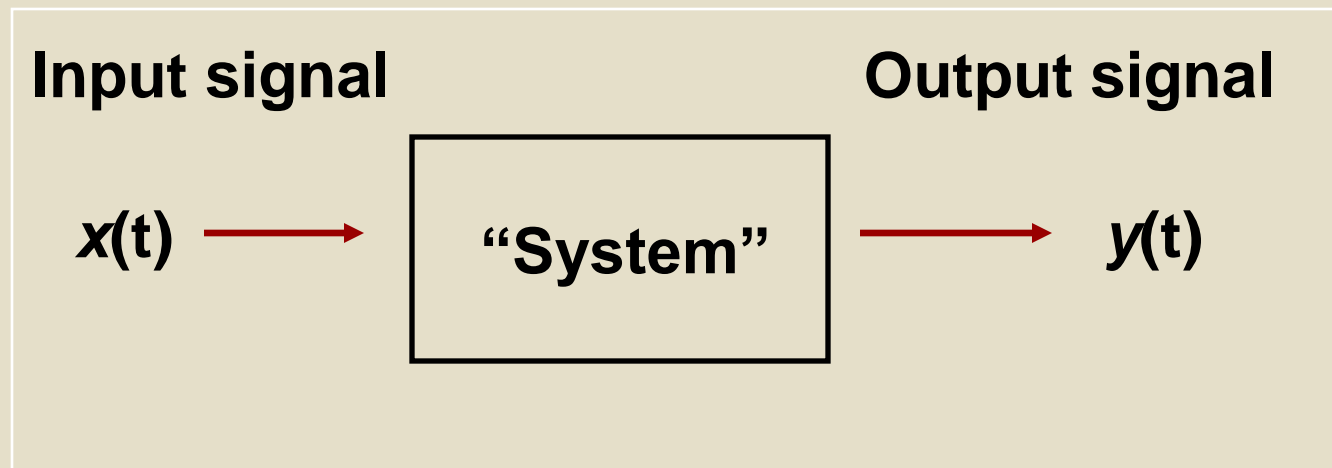 Input signal Output signal
x(t) “System” y(t)